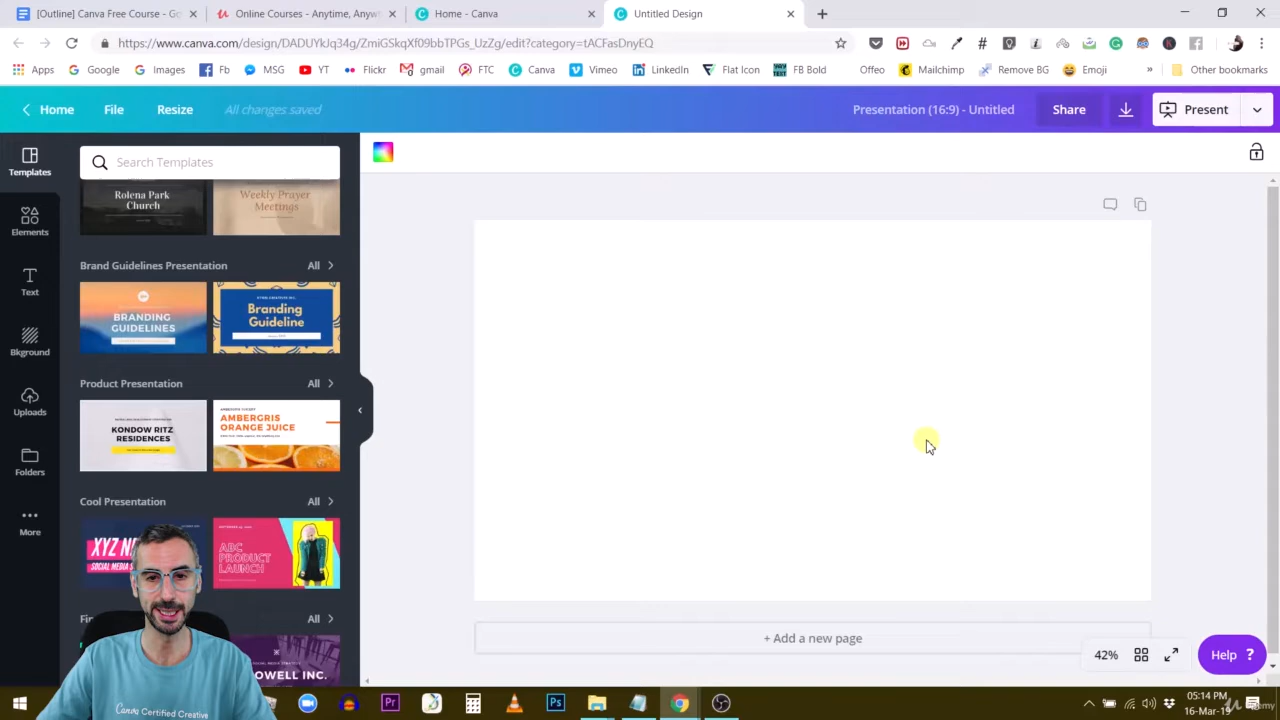 [Outline] Canva Free Course - Go
Online Courses - Anytime, Anyw
Home - Canva
Untitled Design
https://www.canva.com/design/DADUYkJq34g/ZmiGSkqXf09bbTPGs_UzZg/edit?category=tACFasDnyEQ
Apps
Google
Images
Fb
MSG
YT
Flickr
gmail
FTC
Canva
Vimeo
LinkedIn
Flat Icon
FB Bold
Offeo
Mailchimp
Remove BG
Emoji
»
Other bookmarks
Home
File
Resize
All changes saved
Presentation (16:9) - Untitled
Share
Present
Templates
Search Templates
Rolena Park
Church
Weekly Prayer
Meetings
Elements
Brand Guidelines Presentation
All
Text
BRANDING
GUIDELINES
Branding
Guideline
Bkground
Product Presentation
All
Uploads
KONDOW RITZ
RESIDENCES
AMBERGRIS
ORANGE JUICE
Folders
Cool Presentation
All
More
XYZ
SOCIAL MEDIA
ABC
PRODUCT
LAUNCH
All
OWELL INC.
+ Add a new page
42%
Help ?
Canva Certified Creative
05:14 PM
16-Mar-19
Udemy